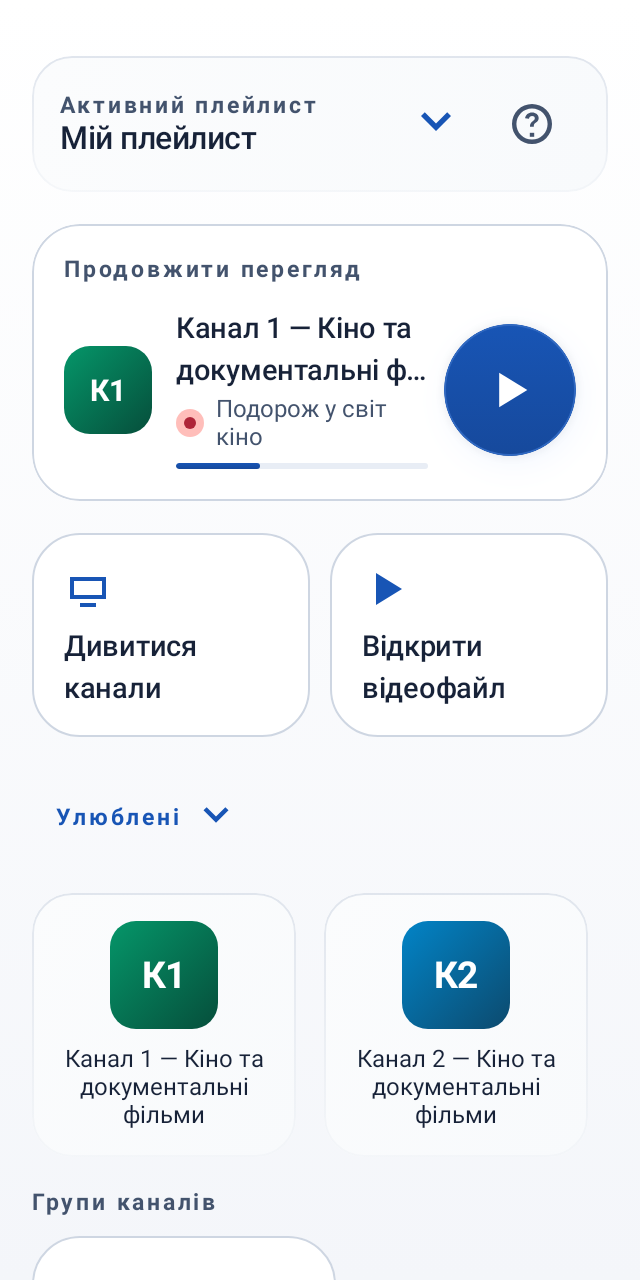 Активний плейлист
Мій плейлист
Продовжити перегляд
К1
Канал 1 — Кіно та
документальні ф…
Подорож у світ
кіно
Дивитися
канали
Відкрити
відеофайл
Улюблені
К1
Канал 1 — Кіно та
документальні
фільми
К2
Канал 2 — Кіно та
документальні
фільми
Групи каналів